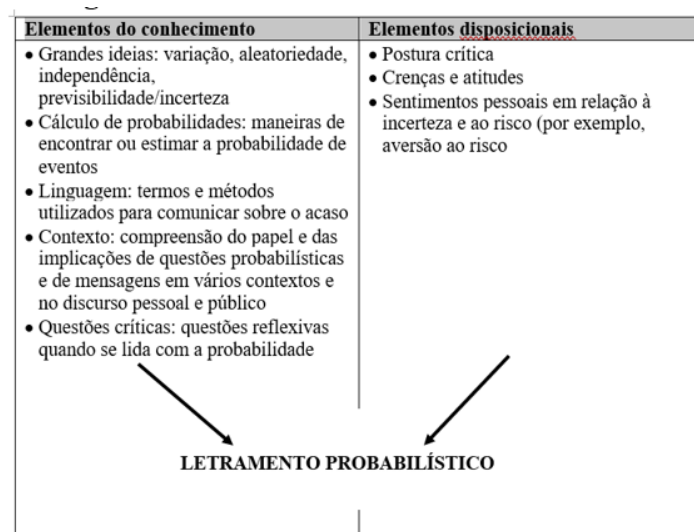 Elementos do conhecimento
• Grandes ideias: variação, aleatoriedade,
independência,
previsibilidade/incerteza
• Cálculo de probabilidades: maneiras de
encontrar ou estimar a probabilidade de
eventos
• Linguagem: termos e métodos
utilizados para comunicar sobre o acaso
• Contexto: compreensão do papel e das
implicações de questões probabilísticas
e de mensagens em vários contextos e
no discurso pessoal e público
• Questões críticas: questões reflexivas
quando se lida com a probabilidade
Elementos disposicionais
• Postura crítica
• Crenças e atitudes
• Sentimentos pessoais em relação à
incerteza e ao risco (por exemplo,
aversão ao risco
LETRAMENTO PROBABILÍSTICO